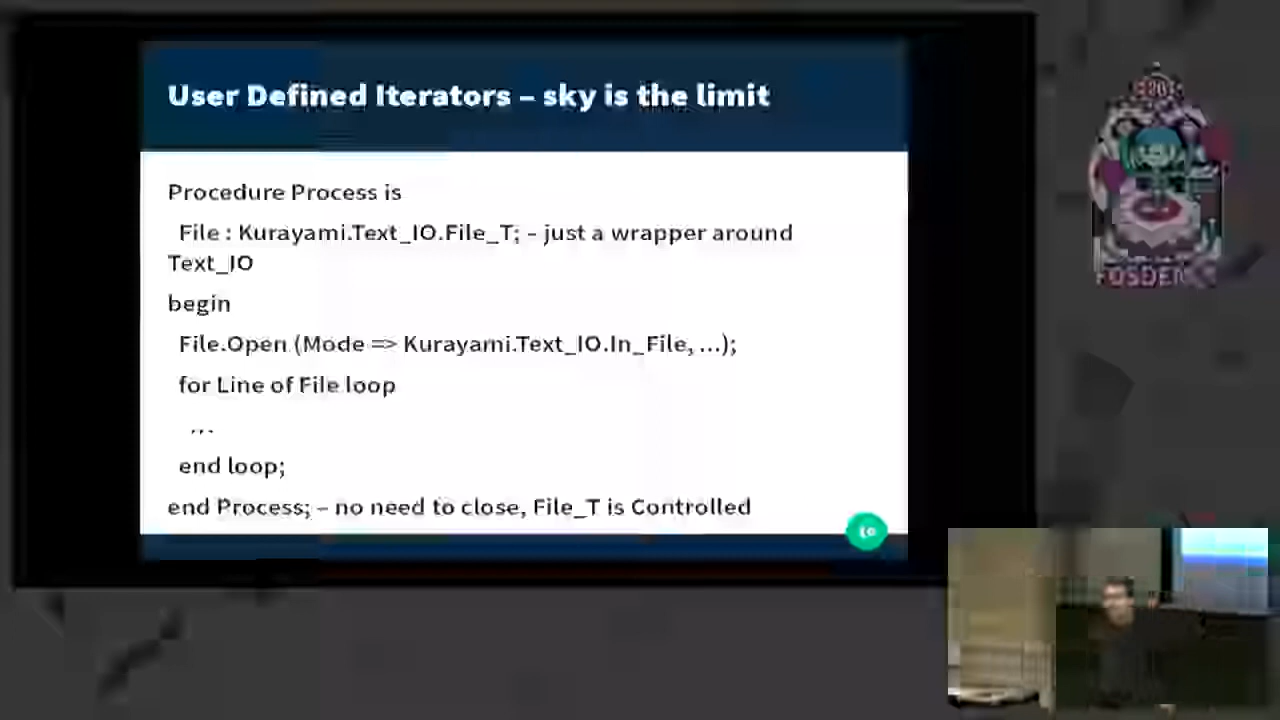 User Defined Iterators – sky is the limit
Procedure Process is
File : Kurayami.Text_IO.File_T; – just a wrapper around
Text_IO
begin
File.Open (Mode => Kurayami.Text_IO.In_File, ...);
for Line of File loop
...
end loop;
end Process; – no need to close, File_T is Controlled
FOSDEM